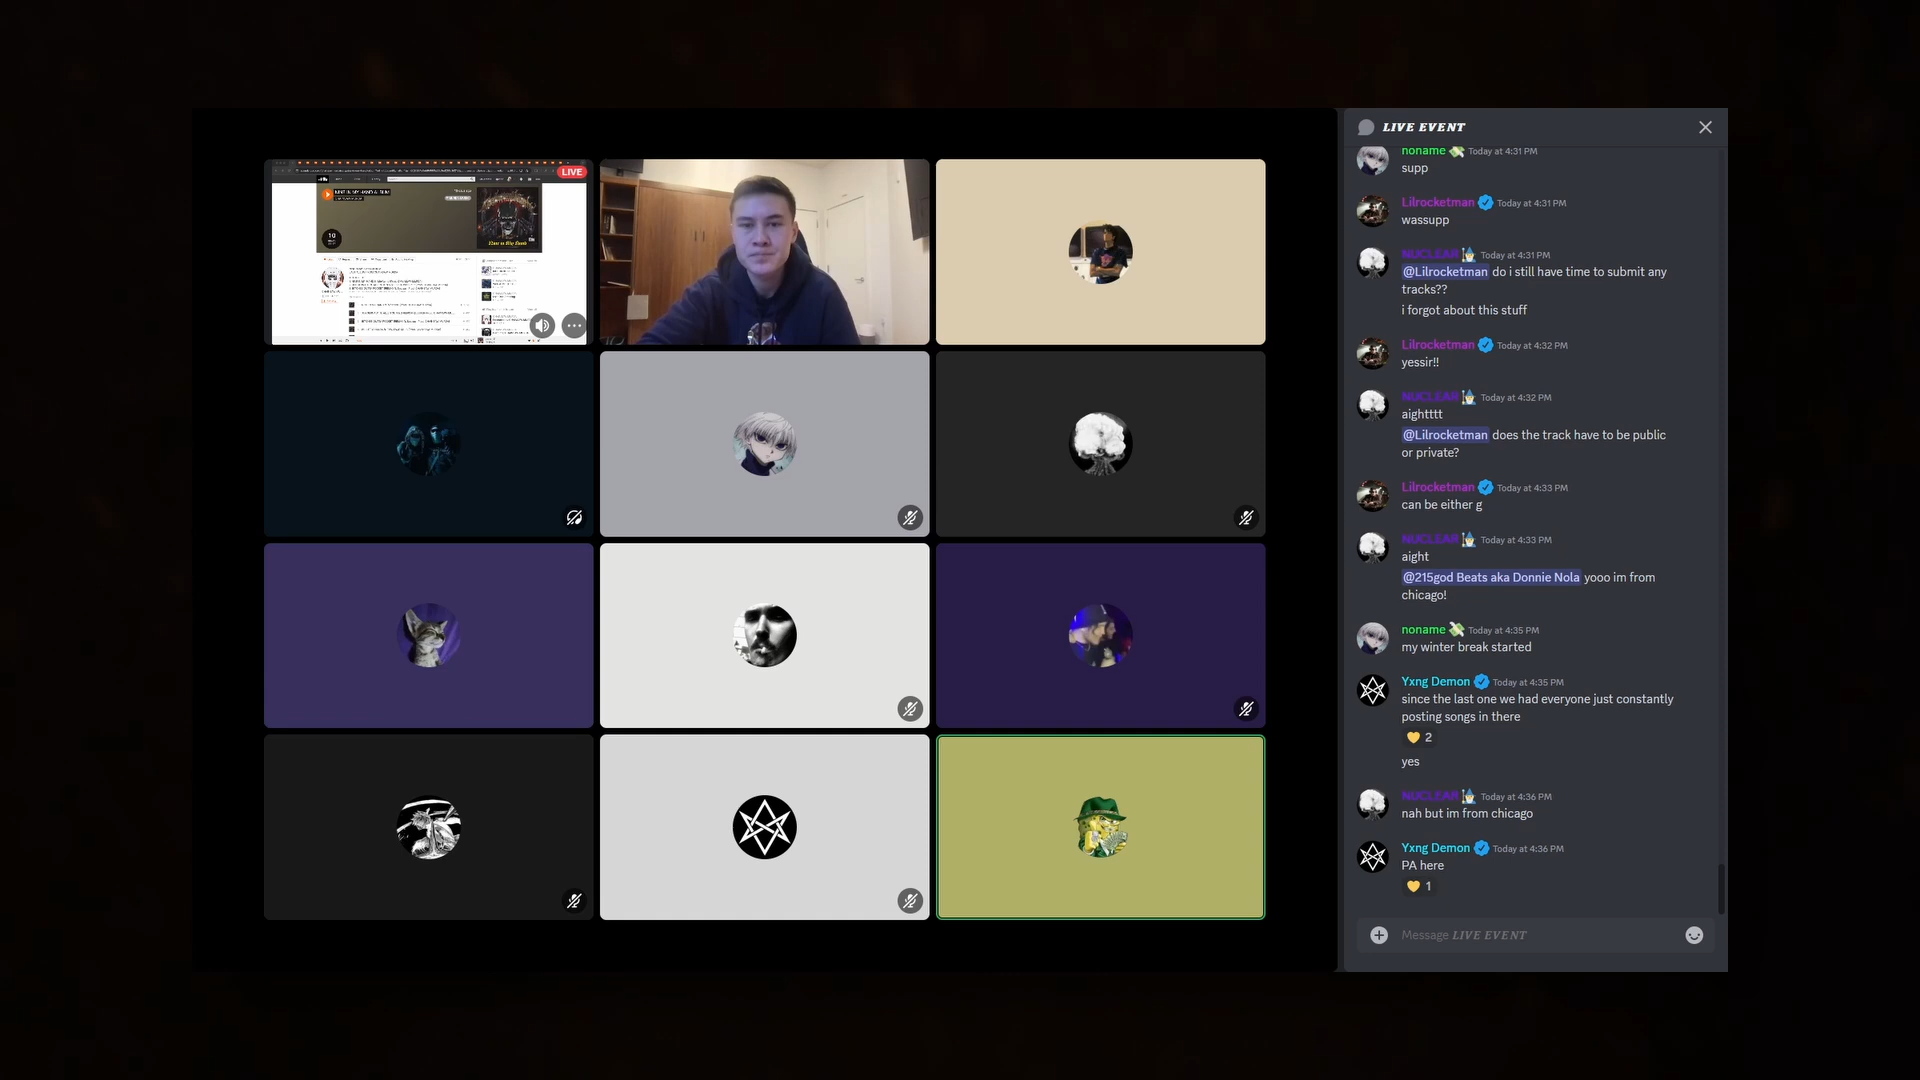 LIVE
LIVE EVENT
noname Today at 4:31 PM
supp
Lilrocketman Today at 4:31 PM
wassupp
NUCLEAR Today at 4:31 PM
@Lilrocketman do i still have time to submit any
tracks??
i forgot about this stuff
Lilrocketman Today at 4:32 PM
yessir!!
NUCLEAR Today at 4:32 PM
aightttt
@Lilrocketman does the track have to be public
or private?
Lilrocketman Today at 4:33 PM
can be either g
NUCLEAR Today at 4:33 PM
aight
@215god Beats aka Donnie Nola yooo im from
chicago!
noname Today at 4:35 PM
my winter break started
Yxng Demon Today at 4:35 PM
since the last one we had everyone just constantly
posting songs in there
2
yes
NUCLEAR Today at 4:36 PM
nah but im from chicago
Yxng Demon Today at 4:36 PM
PA here
1
Message LIVE EVENT